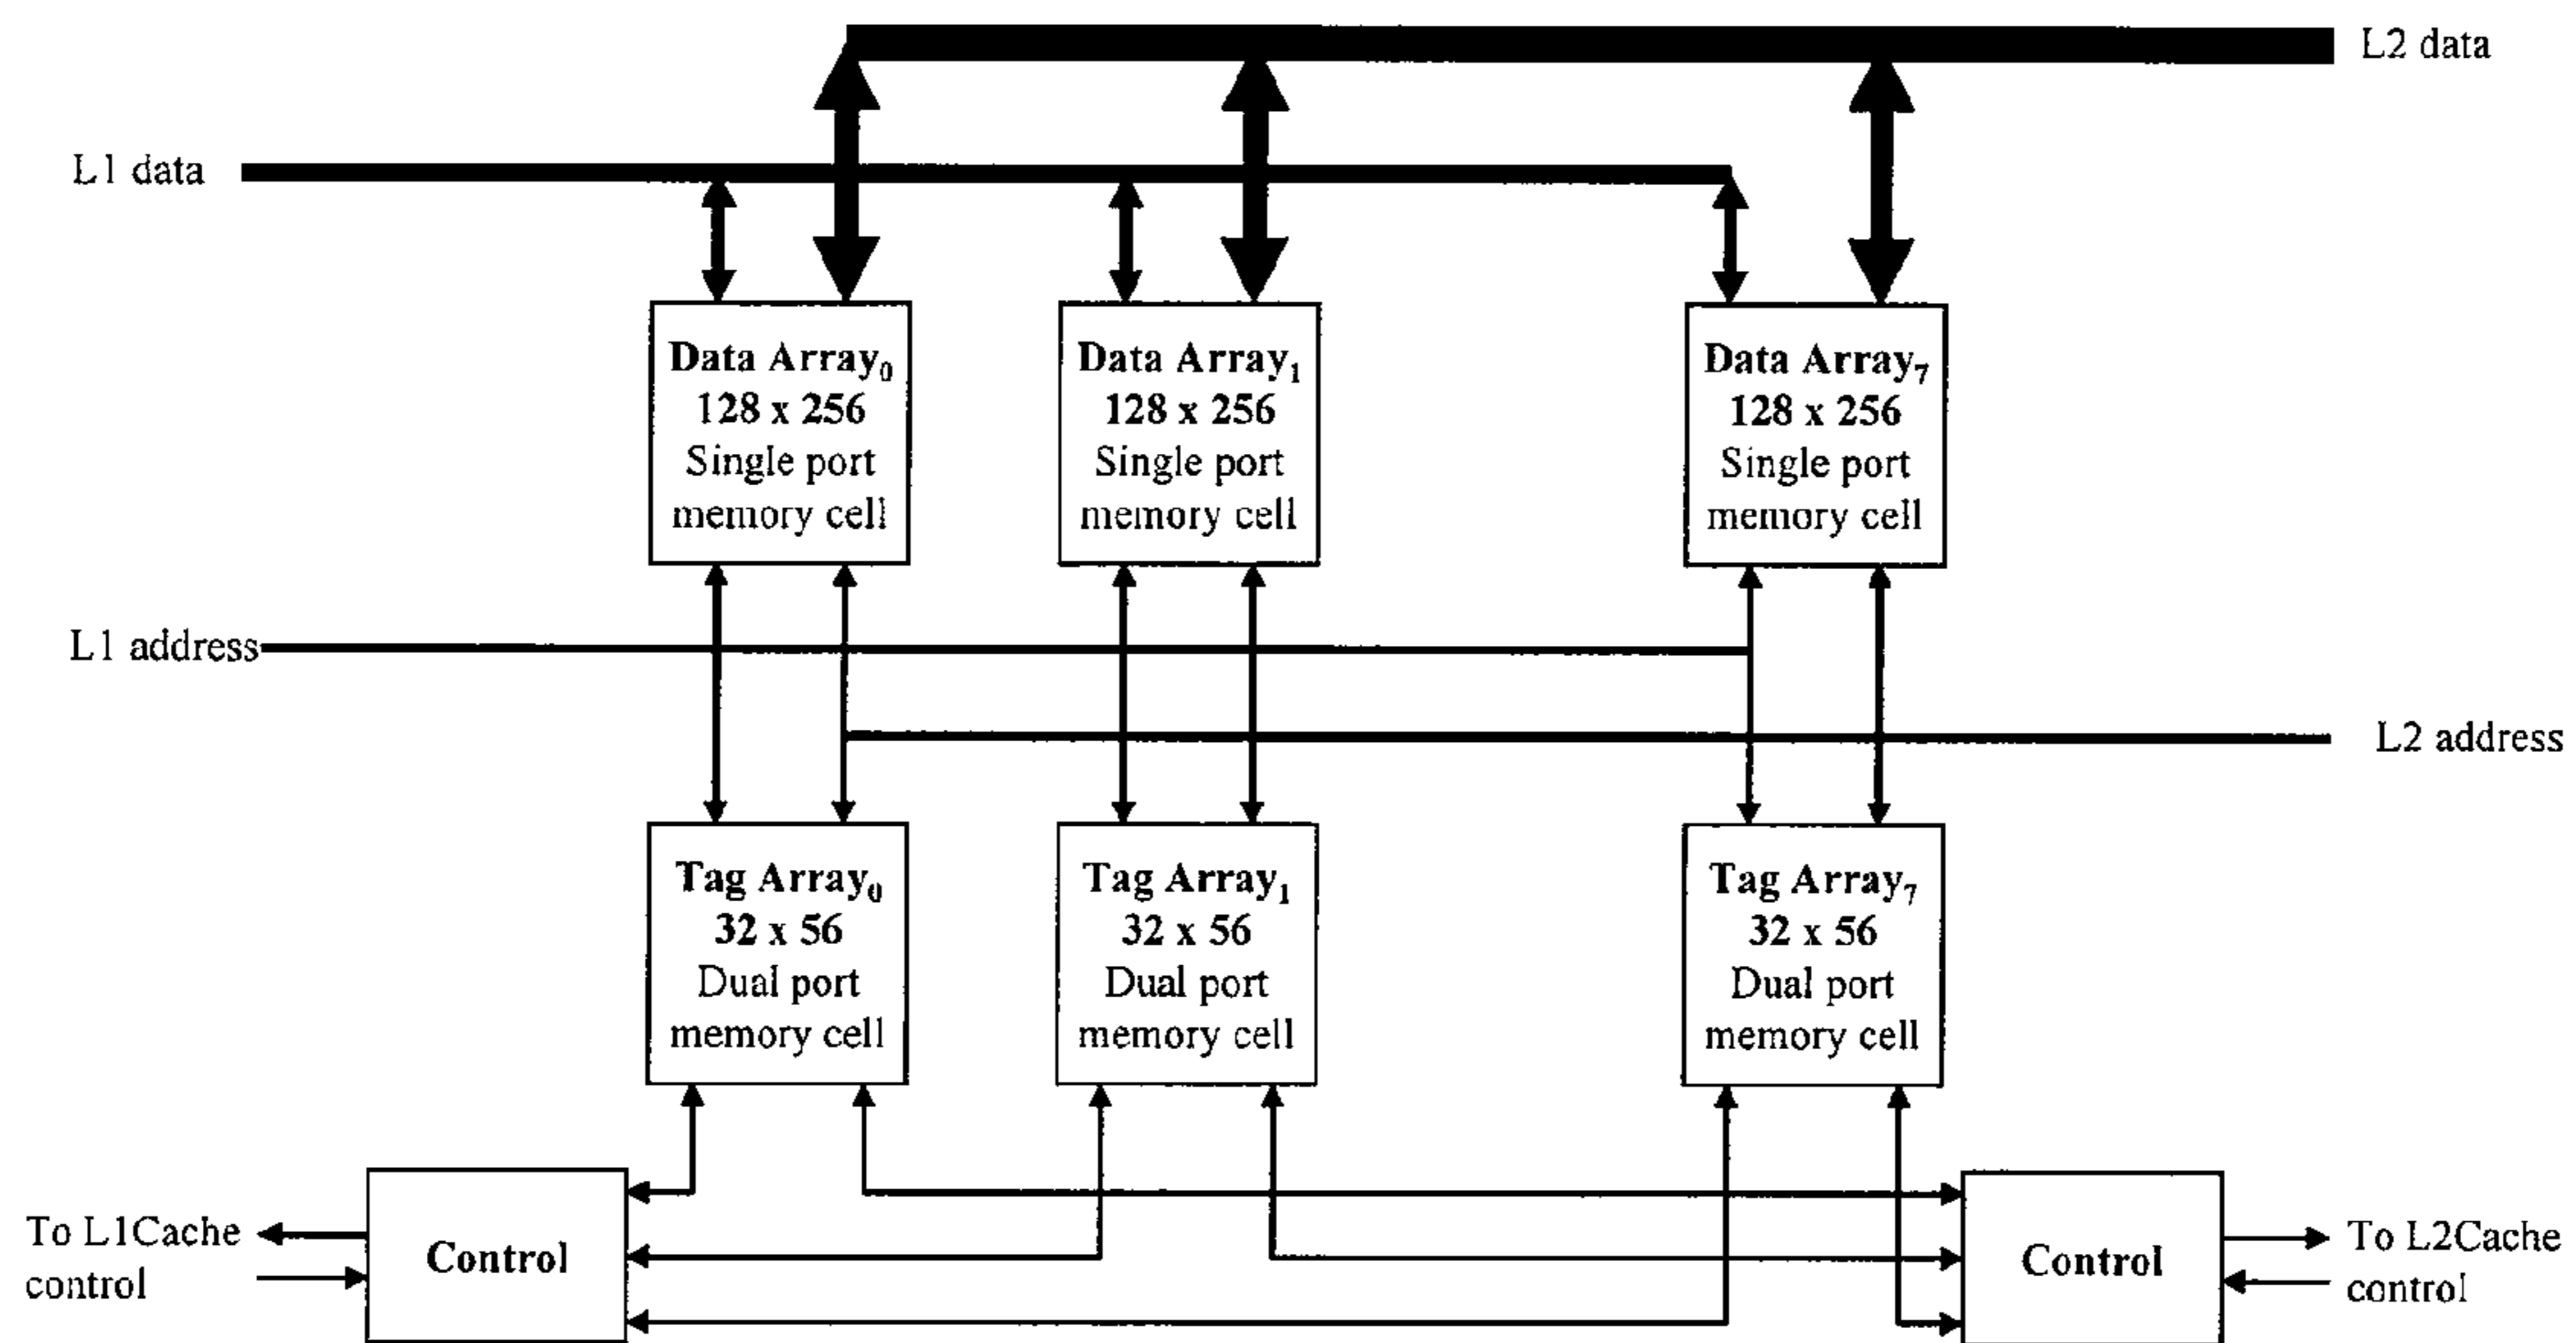 L2 data
L1 data
Data Array₀
128 x 256
Single port
memory cell
Data Array₁
128 x 256
Single port
memory cell
Data Array₇
128 x 256
Single port
memory cell
L1 address
L2 address
Tag Array₀
32 x 56
Dual port
memory cell
Tag Array₁
32 x 56
Dual port
memory cell
Tag Array₇
32 x 56
Dual port
memory cell
To L1Cache
control
Control
Control
To L2Cache
control